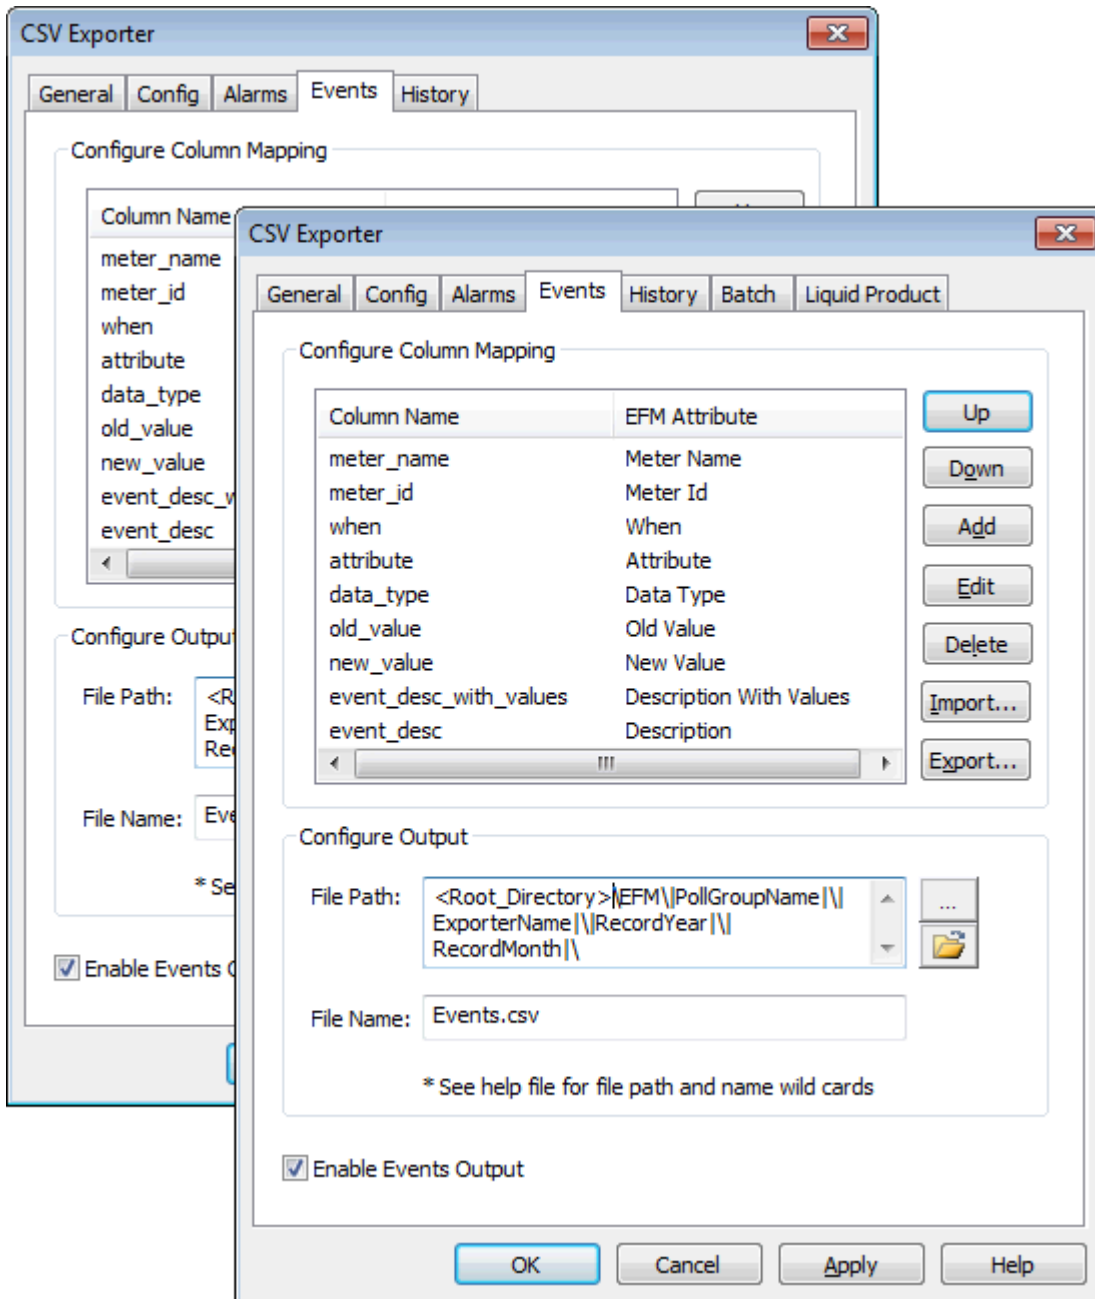 CSV Exporter
General Config Alarms Events History
Configure Column Mapping
Column Name
meter_name
meter_id
when
attribute
data_type
old_value
new_value
event_desc_w
event_desc
Configure Output
File Path: <R
Exp
Rec
File Name: Eve
* Se
Enable Events
CSV Exporter
General Config Alarms Events History Batch Liquid Product
Configure Column Mapping
Column Name EFM Attribute
meter_name Meter Name
meter_id Meter Id
when When
attribute Attribute
data_type Data Type
old_value Old Value
new_value New Value
event_desc_with_values Description With Values
event_desc Description
Up
Down
Add
Edit
Delete
Import...
Export...
Configure Output
File Path: <Root_Directory>\EFM\|PollGroupName|\|
ExporterName|\|RecordYear|\|
RecordMonth|\
...
File Name: Events.csv
* See help file for file path and name wild cards
Enable Events Output
OK Cancel Apply Help